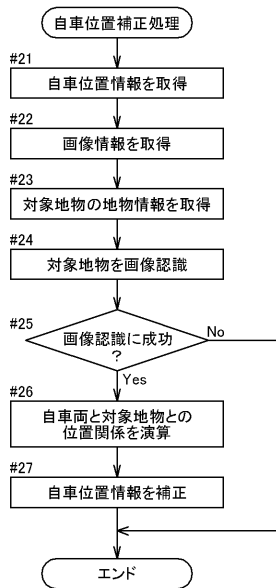 自車位置補正処理
#21
自車位置情報を取得
#22
画像情報を取得
#23
対象地物の地物情報を取得
#24
対象地物を画像認識
#25
画像認識に成功
?
No
Yes
#26
自車両と対象地物との
位置関係を演算
#27
自車位置情報を補正
エンド